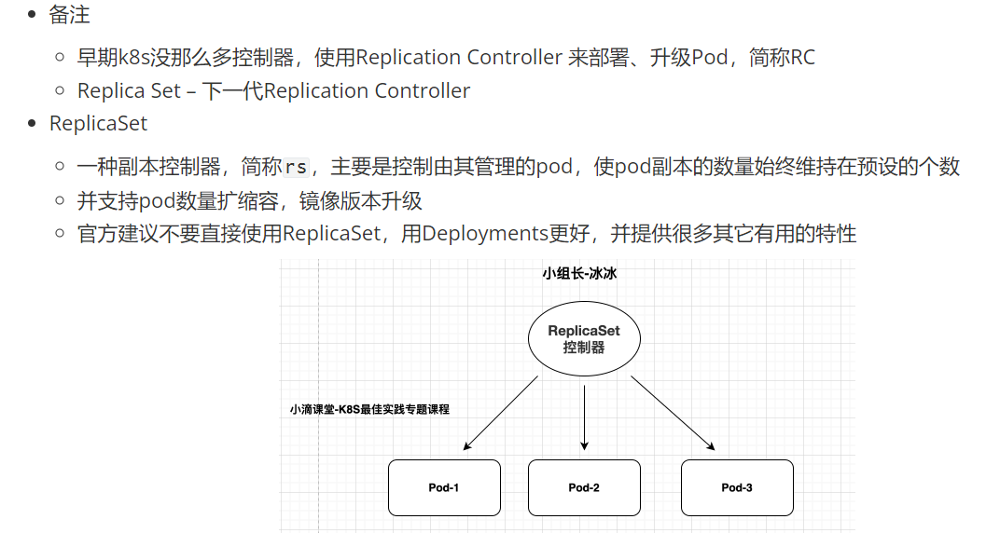 备注
早期k8s没那么多控制器，使用Replication Controller 来部署、升级Pod，简称RC
Replica Set – 下一代Replication Controller
ReplicaSet
一种副本控制器，简称rs，主要是控制由其管理的pod，使pod副本的数量始终维持在预设的个数
并支持pod数量扩缩容，镜像版本升级
官方建议不要直接使用ReplicaSet，用Deployments更好，并提供很多其它有用的特性
小组长-冰冰
ReplicaSet
控制器
小滴课堂-K8S最佳实践专题课程
Pod-1
Pod-2
Pod-3